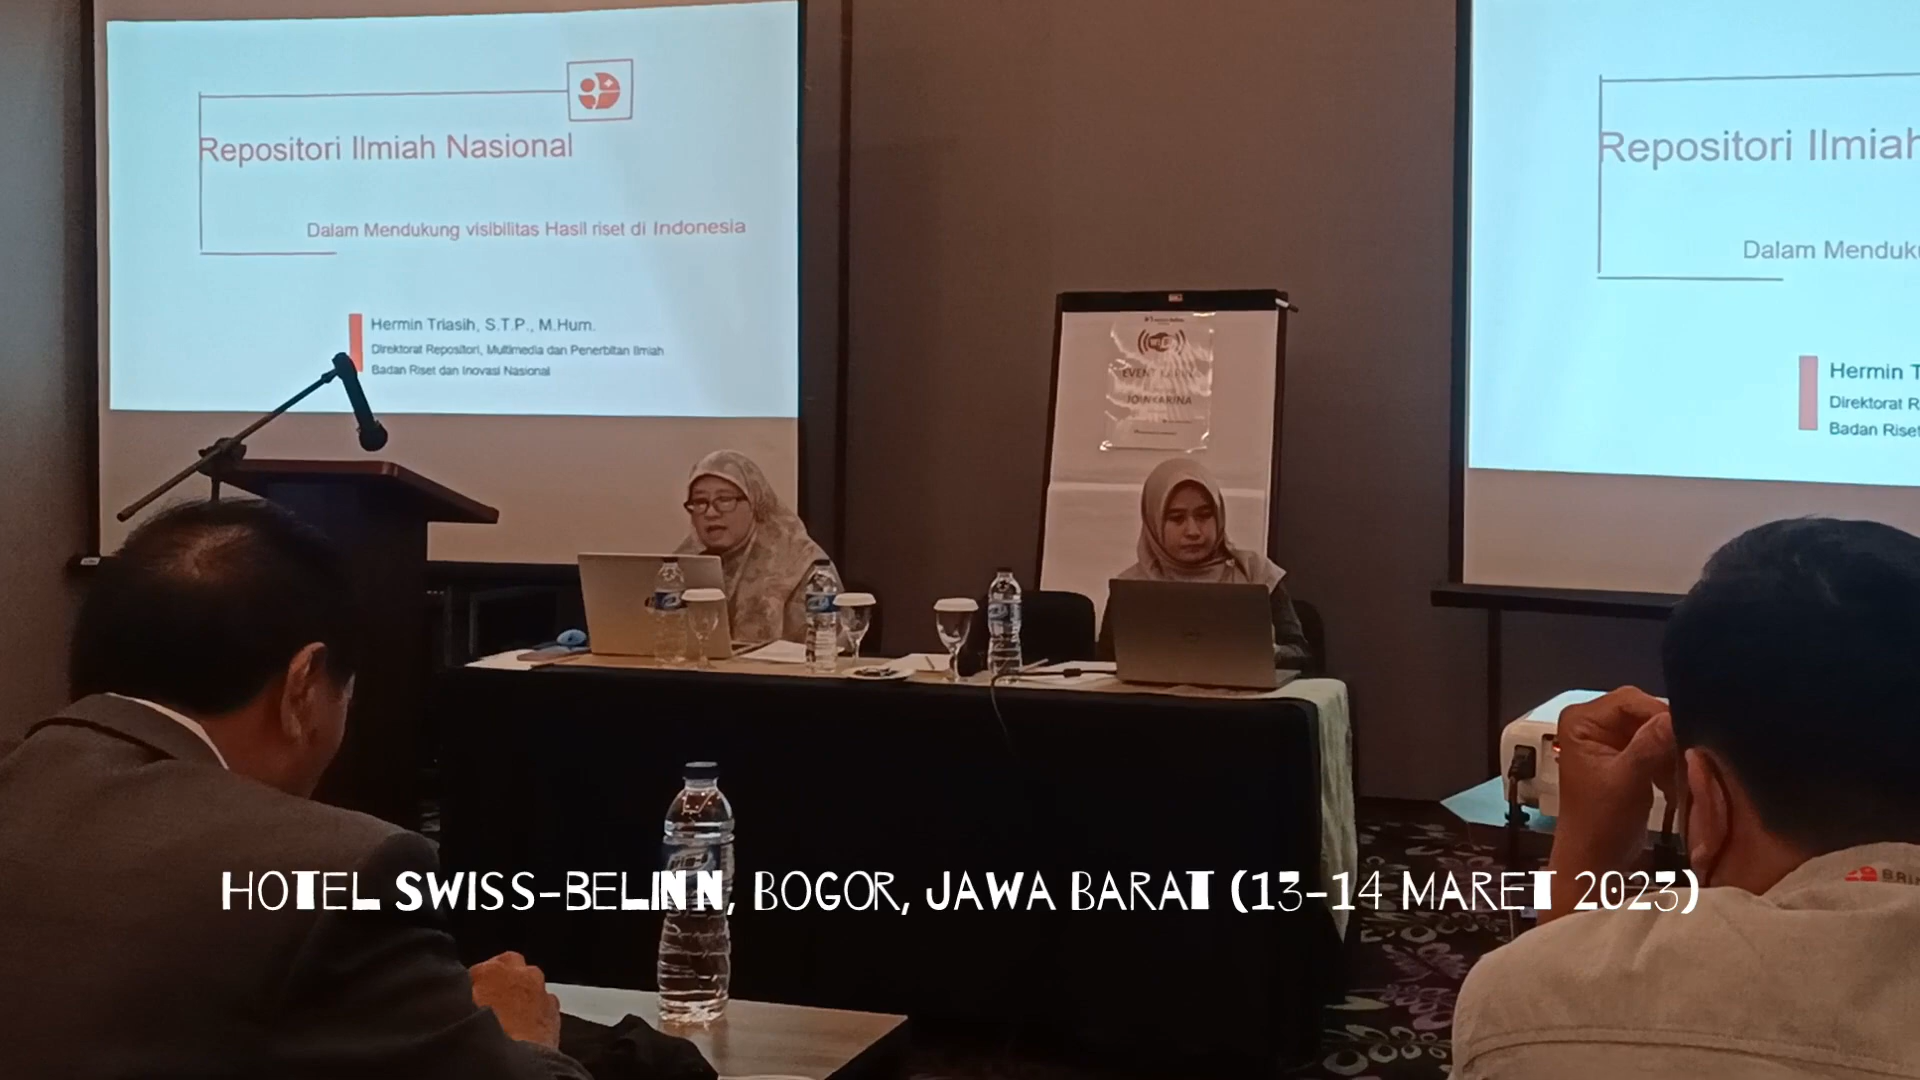 Repositori Ilmiah Nasional
Dalam Mendukung visibilitas Hasil riset di Indonesia
Hermin Triasih, S.T.P., M.Hum.
Direktorat Repositori, Multimedia dan Penerbitan Ilmiah
Badan Riset dan Inovasi Nasional
Repositori Ilmiah
Dalam
Hermin
Direktorat
Badan Riset
EVENT
JOINKARINA
HOTEL SWISS-BELINN, BOGOR, JAWA BARAT (13-14 MARET 2023)